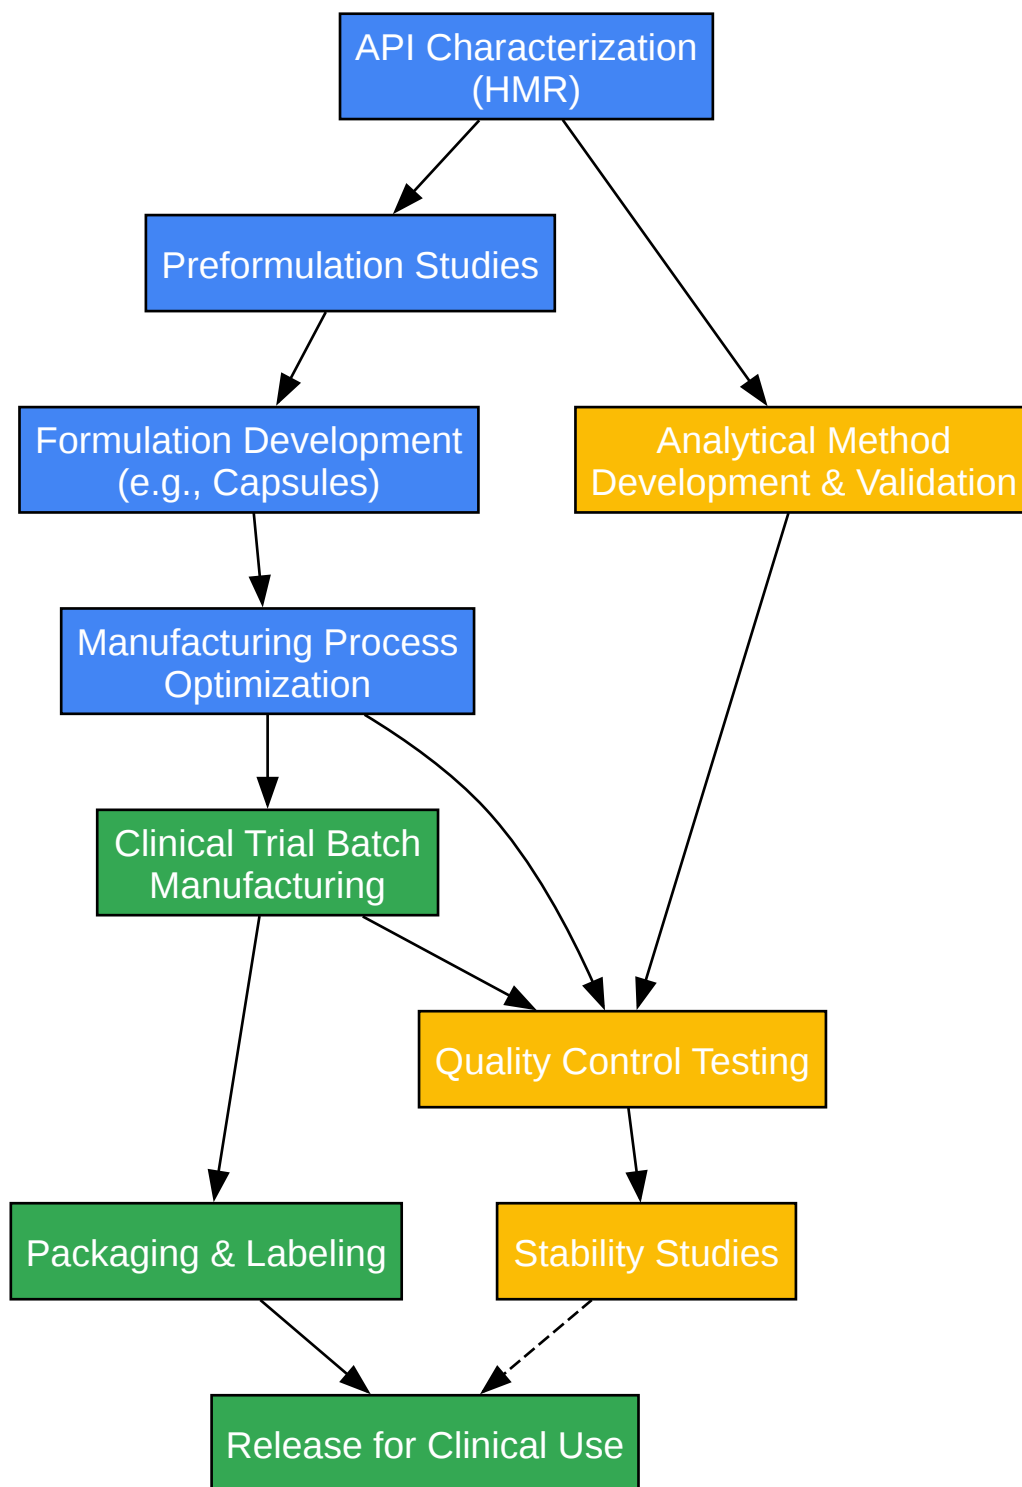 API Characterization
(HMR)
Preformulation Studies
Formulation Development
(e.g., Capsules)
Analytical Method
Development & Validation
Manufacturing Process
Optimization
Clinical Trial Batch
Manufacturing
Quality Control Testing
Packaging & Labeling
Stability Studies
Release for Clinical Use